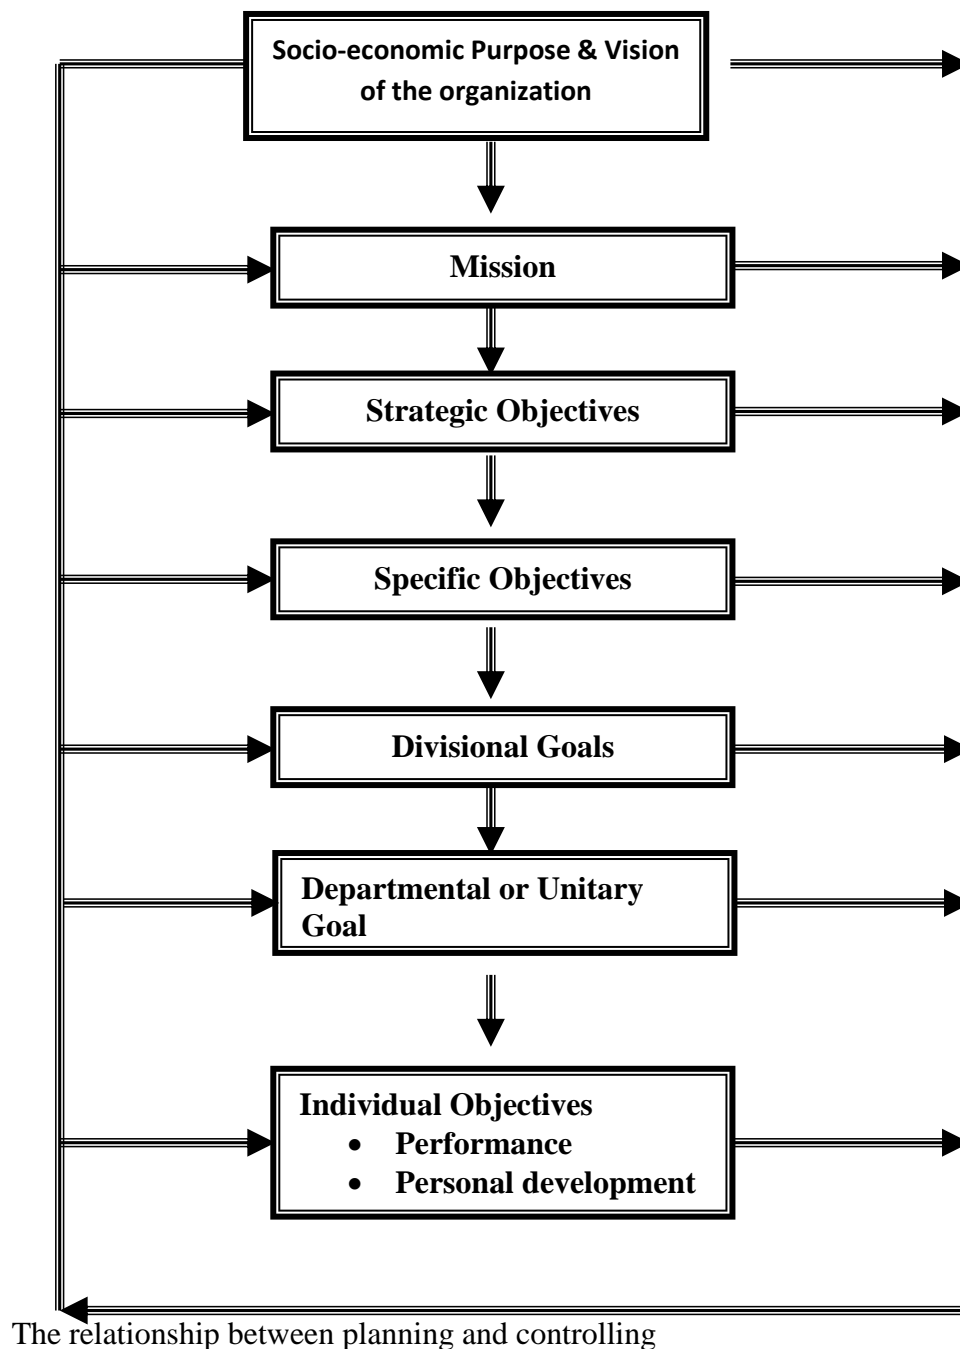 Socio-economic Purpose & Vision
of the organization
Mission
Strategic Objectives
Specific Objectives
Divisional Goals
Departmental or Unitary
Goal
Individual Objectives
• Performance
• Personal development
The relationship between planning and controlling